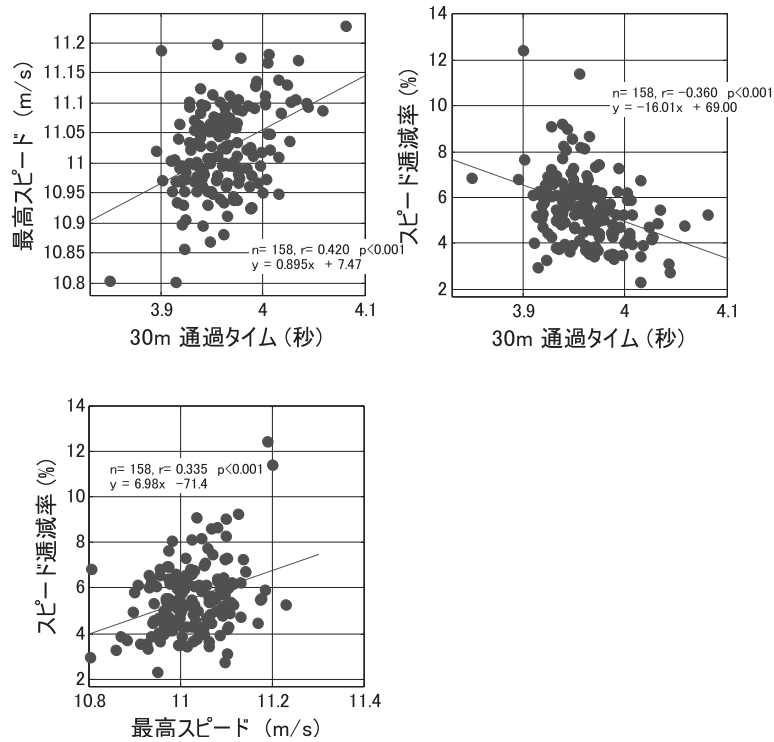 最高スピード (m/s)
11.2
11.15
11.1
11.05
11
10.95
10.9
10.85
10.8
n= 158, r= 0.420 p<0.001
y = 0.895x + 7.47
3.9 4 4.1
30m 通過タイム (秒)
スピード逓減率 (%)
14
12
10
8
6
4
2
n= 158, r= −0.360 p<0.001
y = −16.01x + 69.00
3.9 4 4.1
30m 通過タイム (秒)
スピード逓減率 (%)
14
12
10
8
6
4
2
n= 158, r= 0.335 p<0.001
y = 6.98x −71.4
10.8 11 11.2 11.4
最高スピード (m/s)